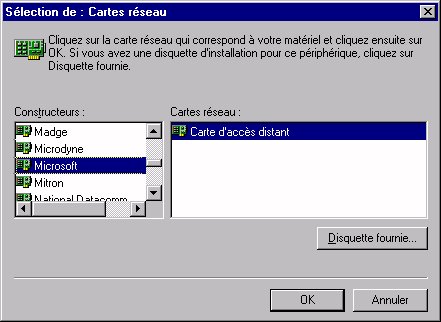 Sélection de : Cartes réseau
Cliquez sur la carte réseau qui correspond à votre matériel et cliquez ensuite sur
OK. Si vous avez une disquette d'installation pour ce périphérique, cliquez sur
Disquette fournie.
Constructeurs :
Cartes réseau :
Madge
Microdyne
Microsoft
Mitron
National Datacomm
Carte d'accès distant
Disquette fournie...
OK
Annuler